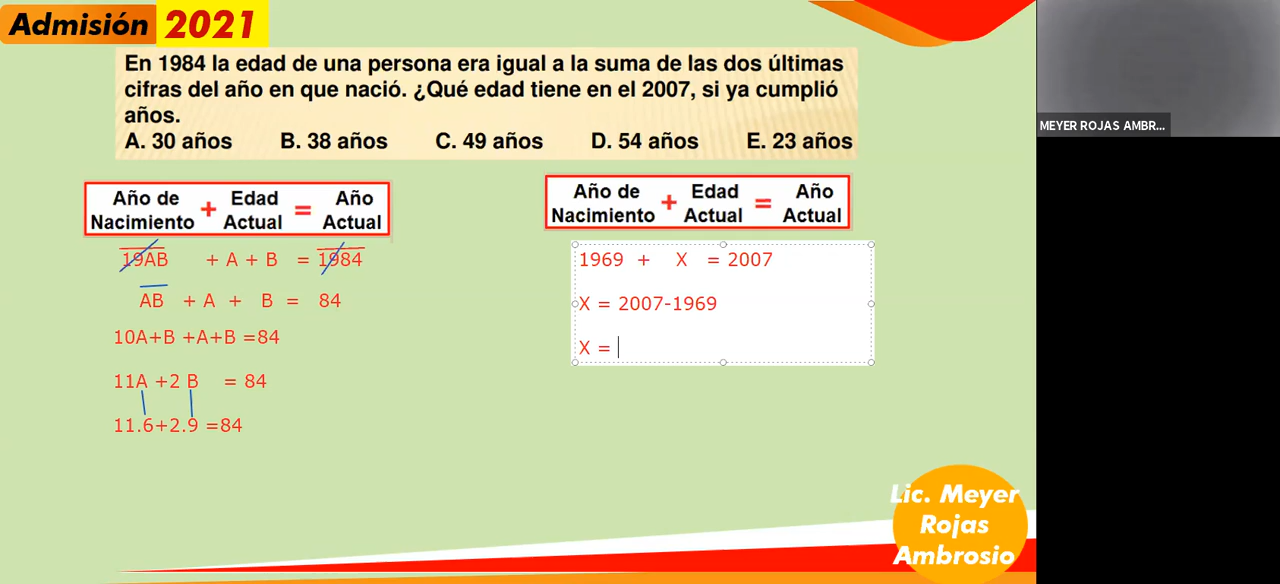 Admisión 2021
En 1984 la edad de una persona era igual a la suma de las dos últimas
cifras del año en que nació. ¿Qué edad tiene en el 2007, si ya cumplió
años.
A. 30 años B. 38 años C. 49 años D. 54 años E. 23 años
Año de Nacimiento + Edad Actual = Año Actual
19AB + A + B = 1984
AB + A + B = 84
10A+B +A+B =84
11A +2 B = 84
11.6+2.9 =84
Año de Nacimiento + Edad Actual = Año Actual
1969 + X = 2007
X = 2007-1969
X =
MEYER ROJAS AMBR...
Lic. Meyer
Rojas
Ambrosio